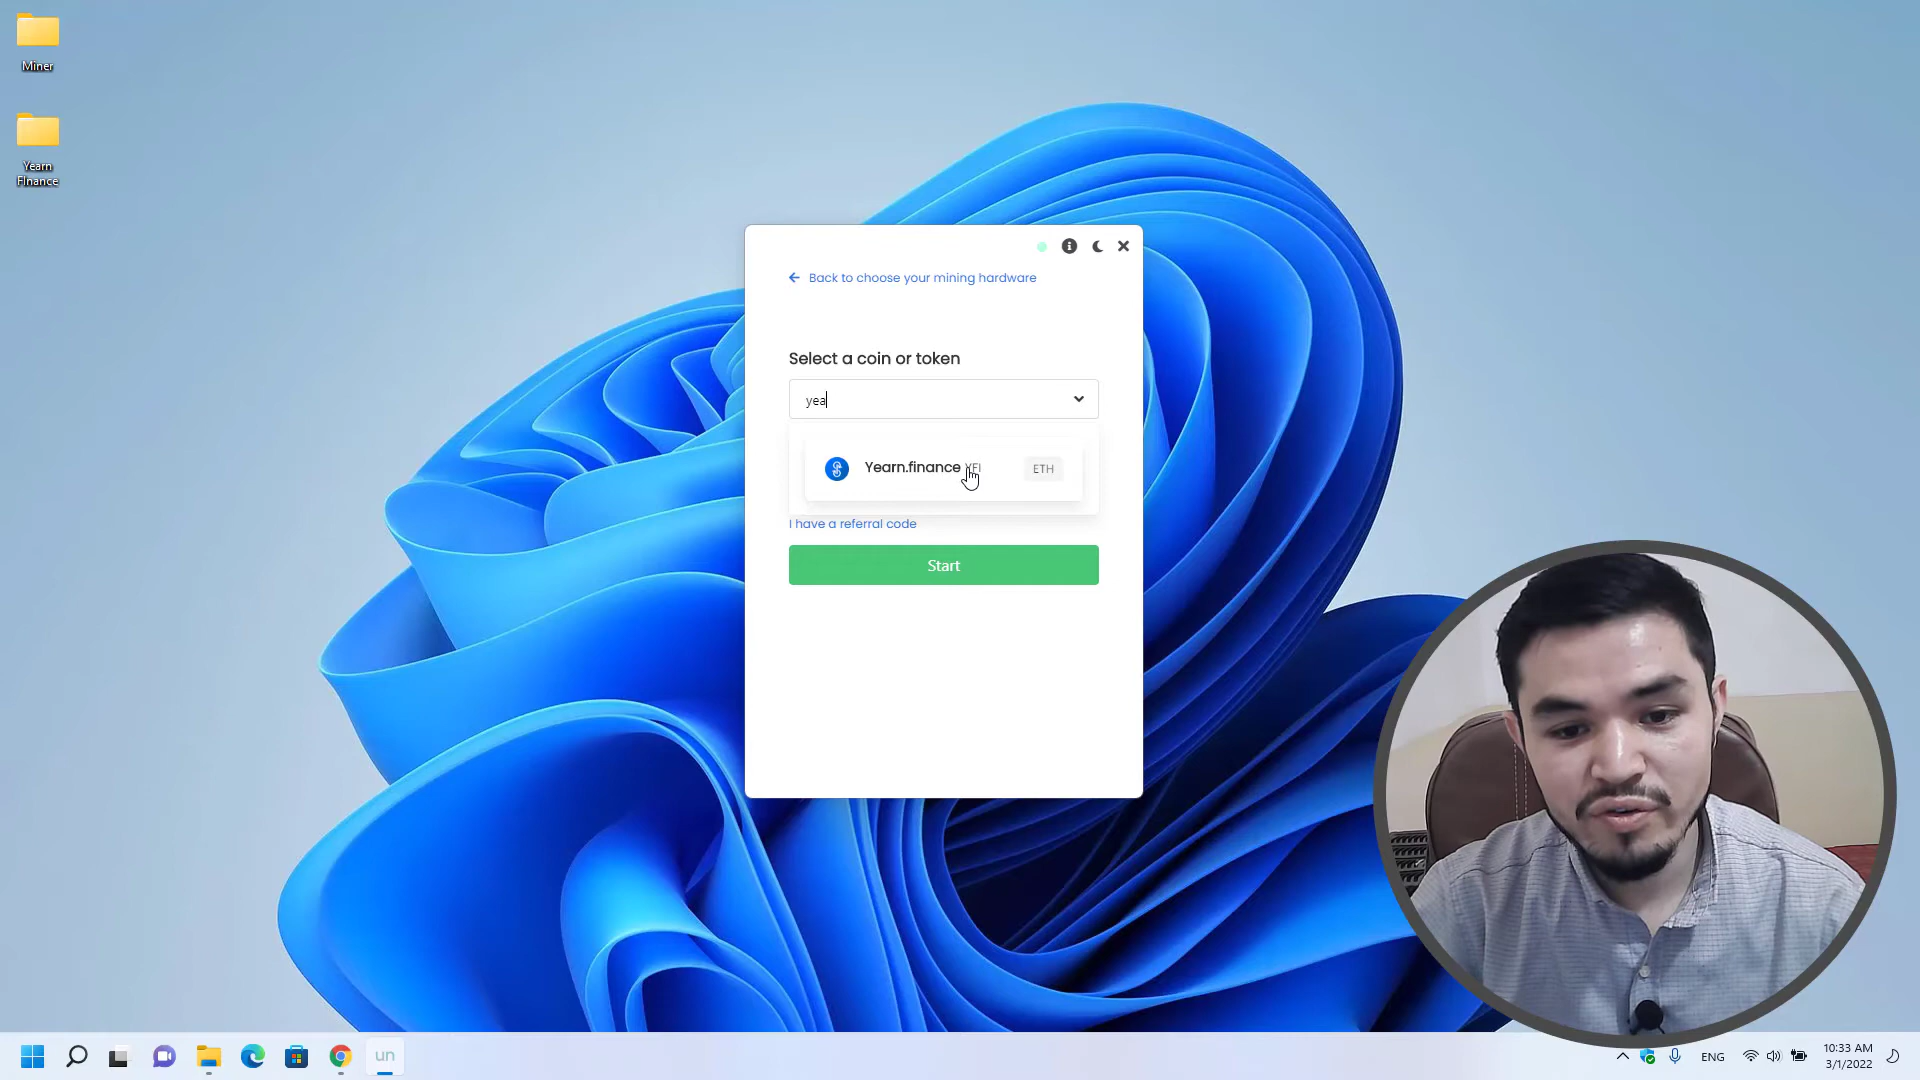 Miner
Yearn
Finance
Back to choose your mining hardware
Select a coin or token
yea
Yearn.finance YFI
ETH
I have a referral code
Start
un
ENG
10:33 AM
3/1/2022